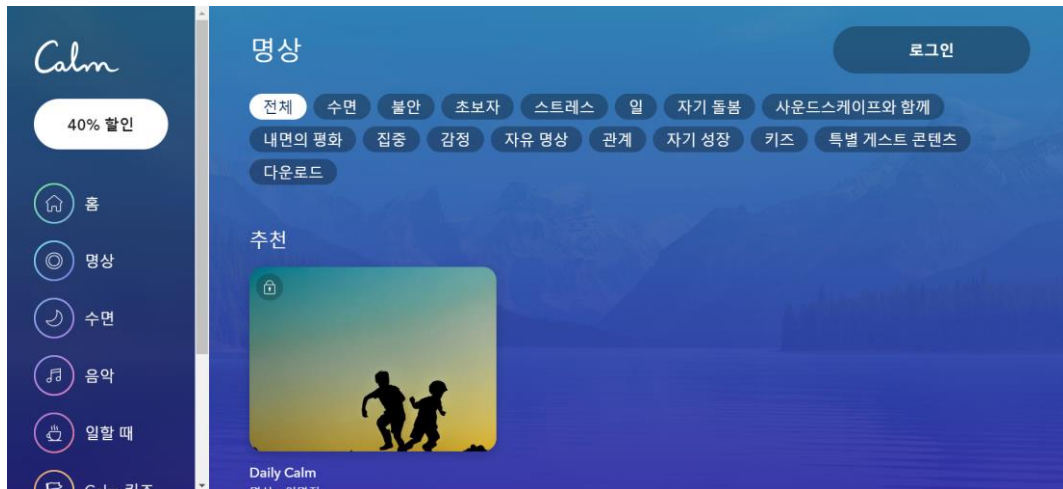 Calm
40% 할인
홈
명상
수면
음악
일할 때
Calm 키즈
명상
로그인
전체 수면 불안 초보자 스트레스 일 자기 돌봄 사운드스케이프와 함께
내면의 평화 집중 감정 자유 명상 관계 자기 성장 키즈 특별 게스트 콘텐츠
다운로드
추천
Daily Calm